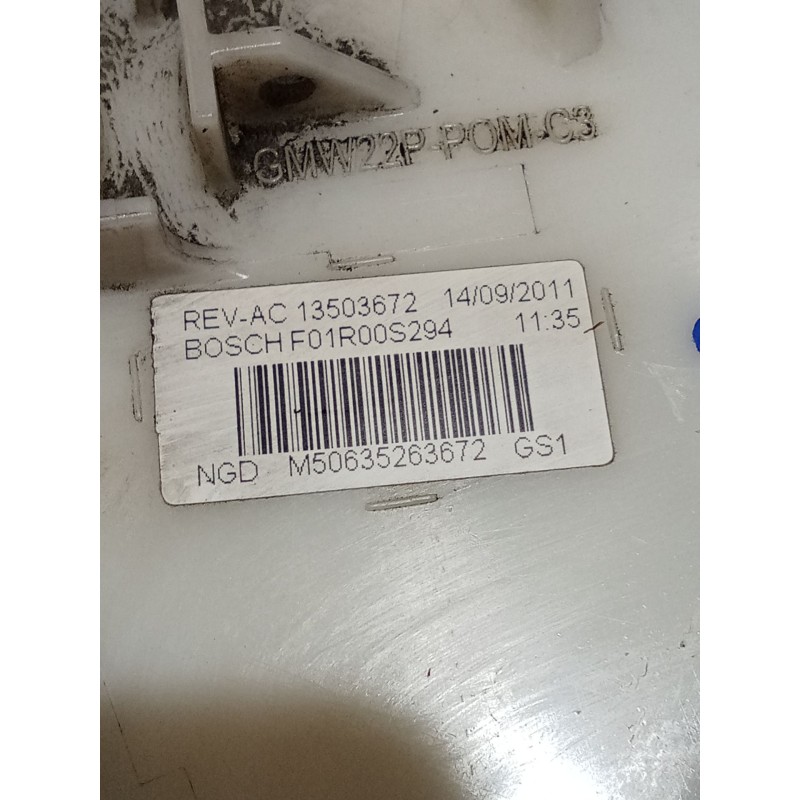 GMW22P-POM-C3
REV-AC 13503672 14/09/2011
BOSCH F01R00S294 11:35
NGD M50635263672 GS1